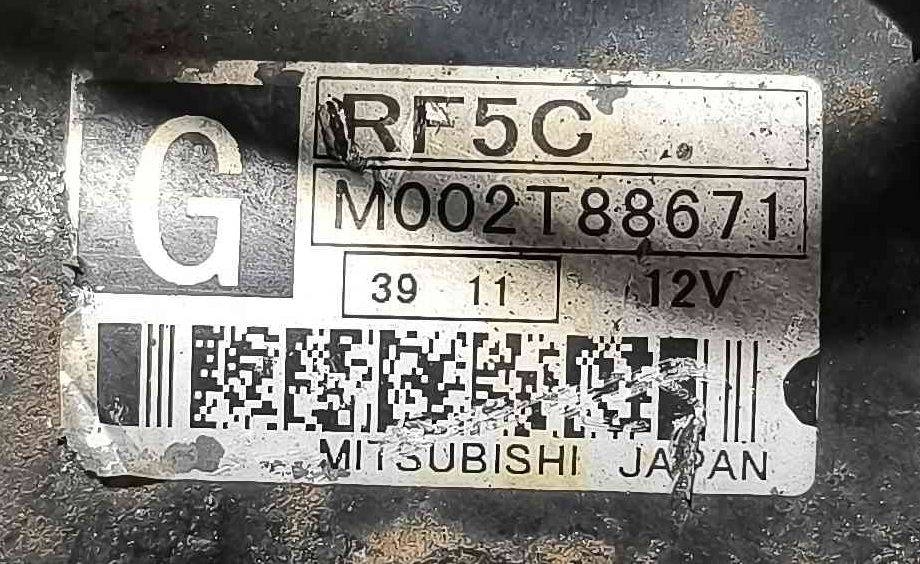 G
RF5C
M002T88671
39 11 12V
MITSUBISHI JAPAN